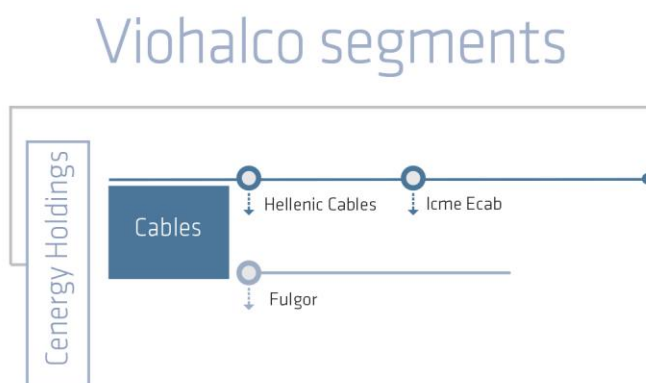 Viohalco segments
Cenergy Holdings
Cables
Hellenic Cables
Icme Ecab
Fulgor